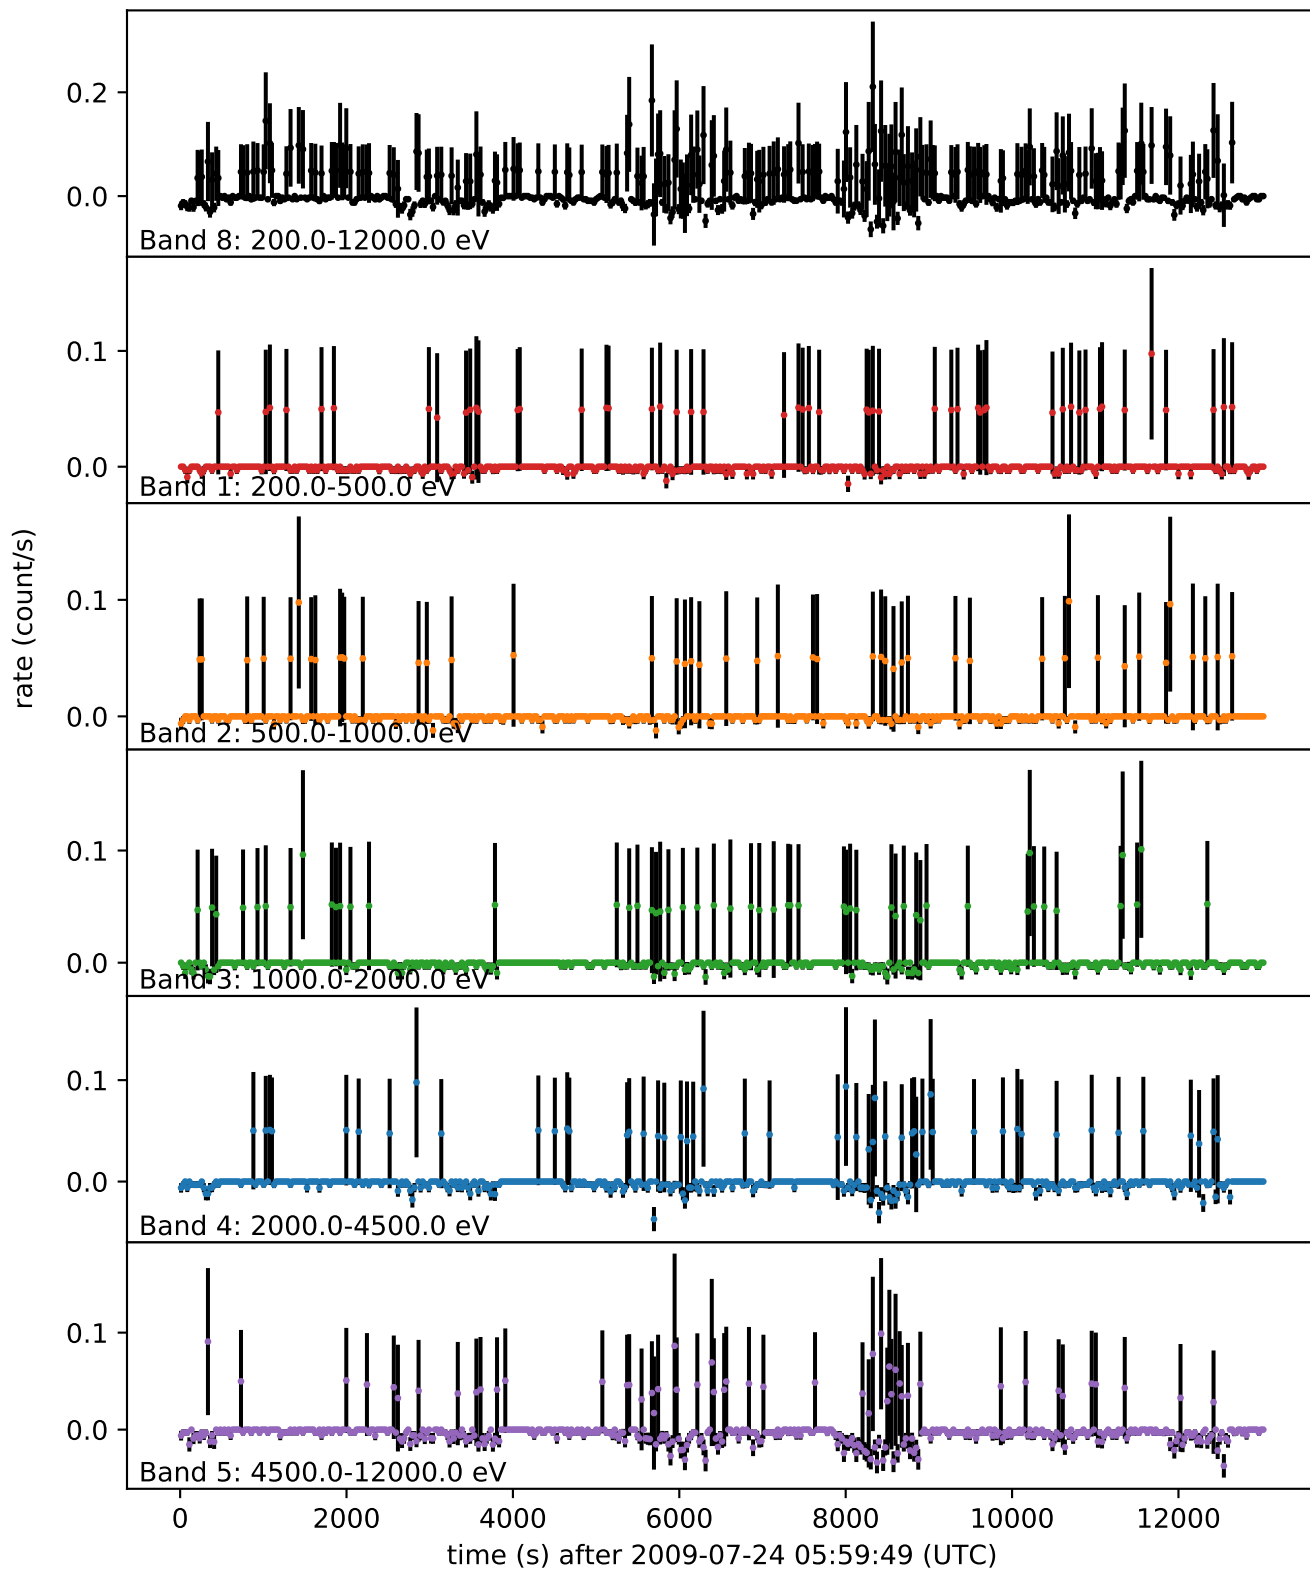 0.2
0.0
Band 8: 200.0-12000.0 eV
0.1
0.0
Band 1: 200.0-500.0 eV
rate (count/s)
0.1
0.0
Band 2: 500.0-1000.0 eV
0.1
0.0
Band 3: 1000.0-2000.0 eV
0.1
0.0
Band 4: 2000.0-4500.0 eV
0.1
0.0
Band 5: 4500.0-12000.0 eV
0 2000 4000 6000 8000 10000 12000
time (s) after 2009-07-24 05:59:49 (UTC)